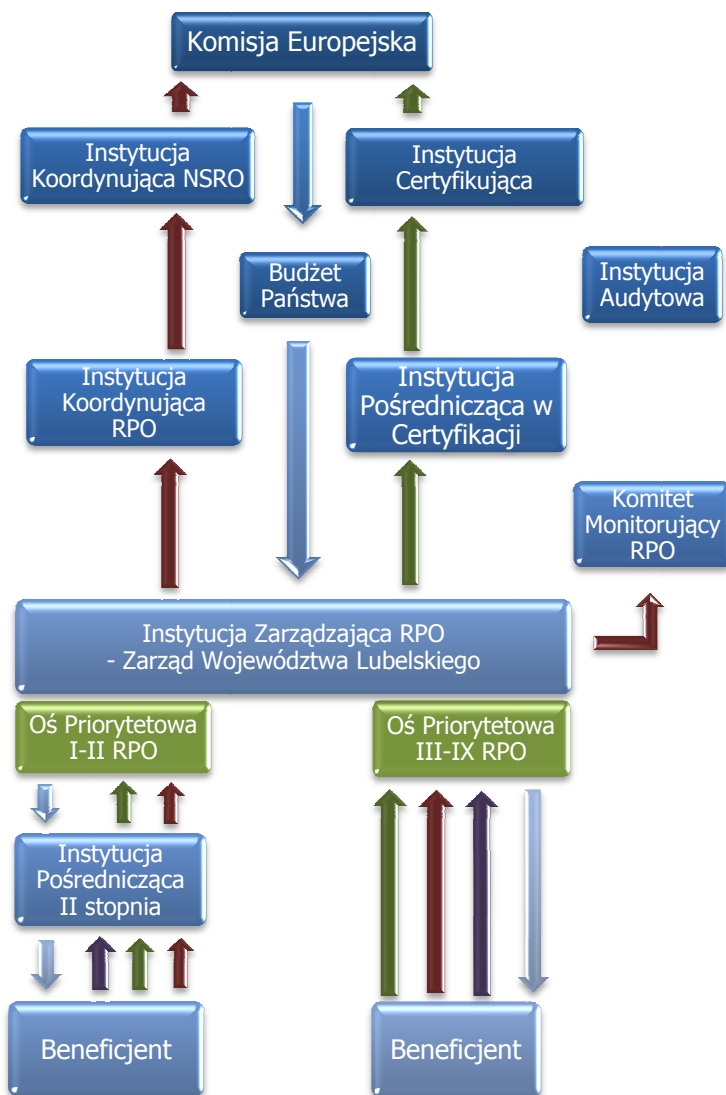 Komisja Europejska
Instytucja
Koordynująca NSRO
Instytucja
Certyfikująca
Budżet
Państwa
Instytucja
Audytowa
Instytucja
Koordynująca
RPO
Instytucja
Pośrednicząca w
Certyfikacji
Komitet
Monitorujący
RPO
Instytucja Zarządzająca RPO
- Zarząd Województwa Lubelskiego
Oś Priorytetowa
I-II RPO
Oś Priorytetowa
III-IX RPO
Instytucja
Pośrednicząca
II stopnia
Beneficjent
Beneficjent